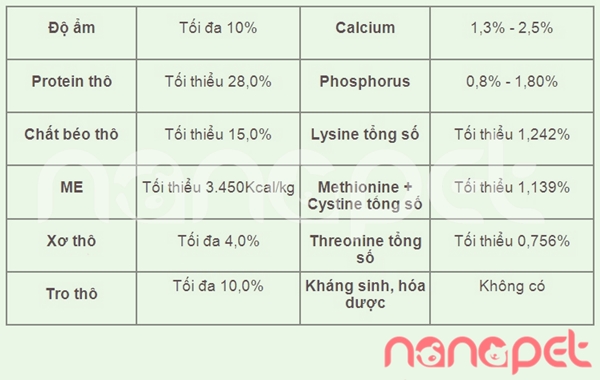 Độ ẩm Tối đa 10% Calcium 1,3% - 2,5%
Protein thô Tối thiểu 28,0% Phosphorus 0,8% - 1,80%
Chất béo thô Tối thiểu 15,0% Lysine tổng số Tối thiểu 1,242%
ME Tối thiểu 3.450Kcal/kg Methionine + Tối thiểu 1,139%
Cystine tổng số
Xơ thô Tối đa 4,0% Threonine tổng Tối thiểu 0,756%
số
Tro thô Tối đa 10,0% Kháng sinh, hóa Không có
dược
nanapet
nanapet